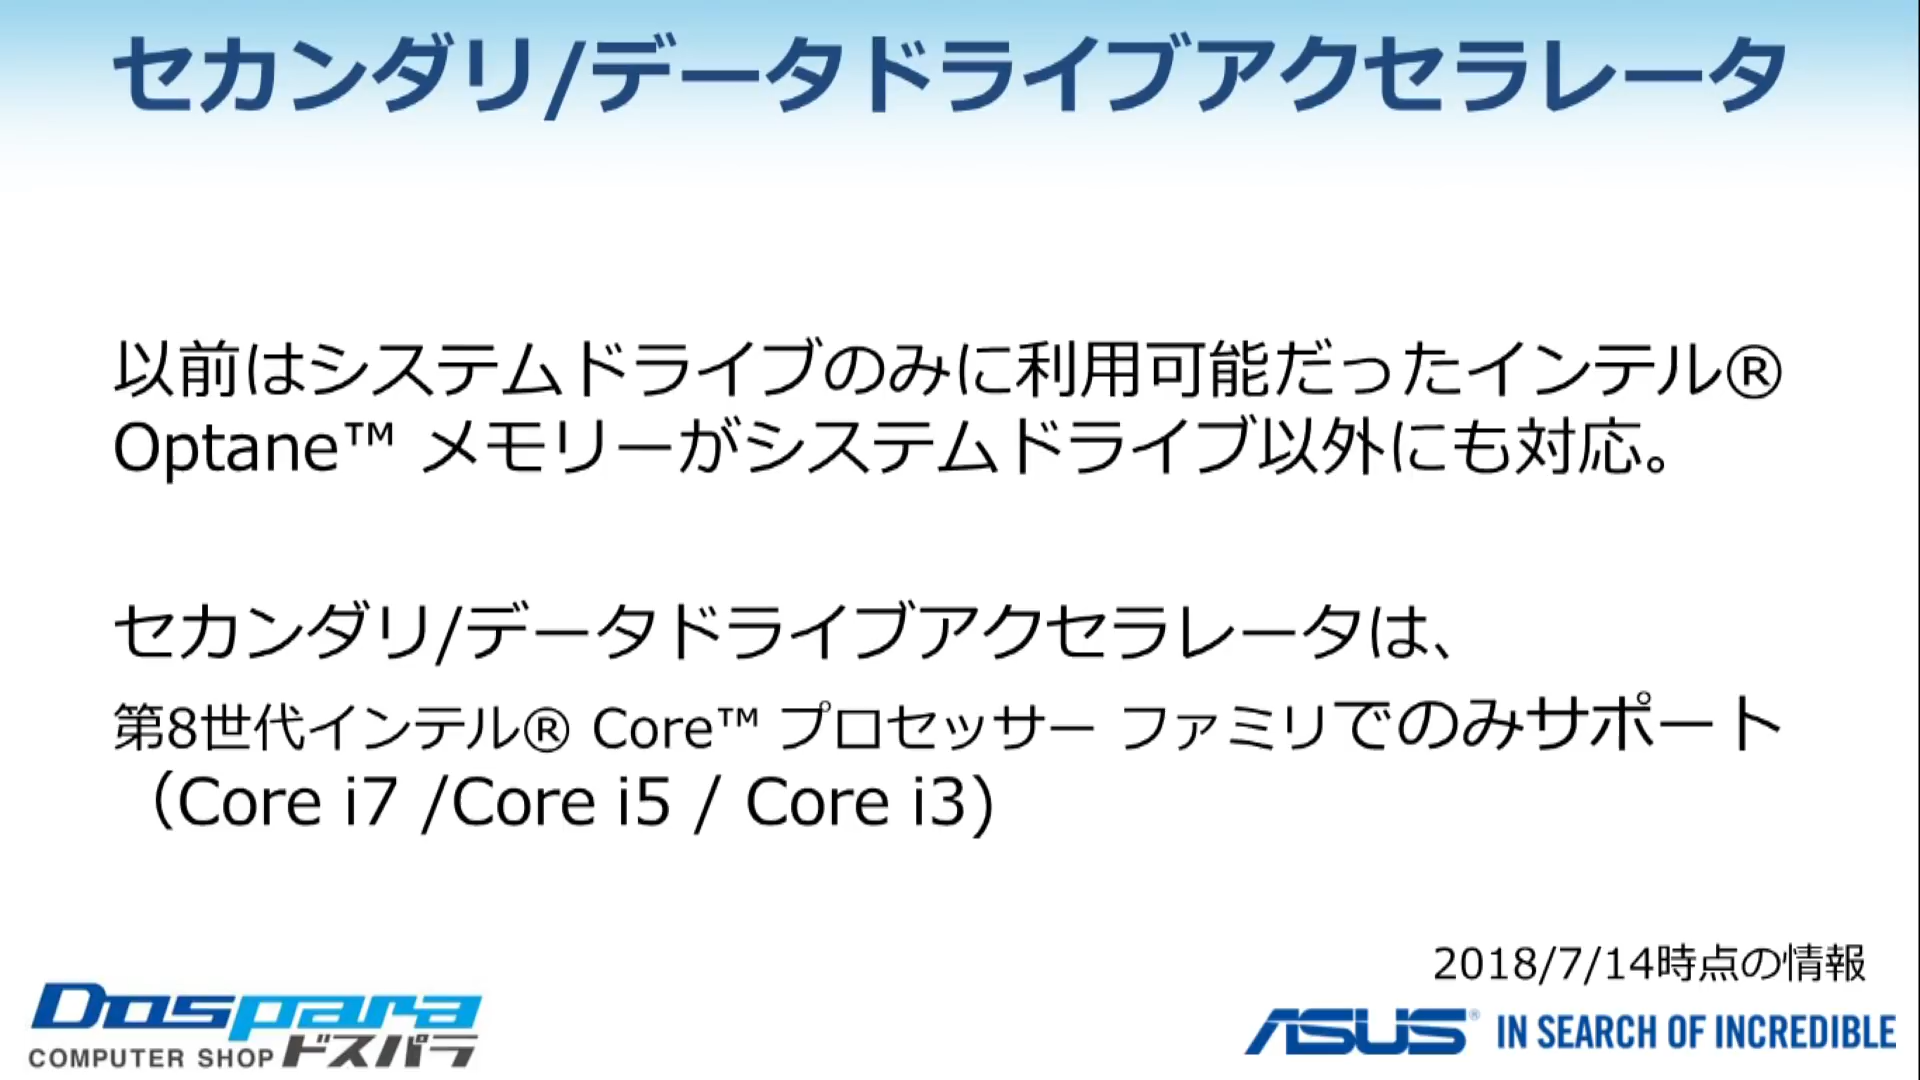 セカンダリ/データドライブアクセラレータ
以前はシステムドライブのみに利用可能だったインテル®
Optane™ メモリーがシステムドライブ以外にも対応。
セカンダリ/データドライブアクセラレータは、
第8世代インテル® Core™ プロセッサー ファミリでのみサポート
（Core i7 /Core i5 / Core i3)
2018/7/14時点の情報
Dospara
COMPUTER SHOP ドスパラ
ASUS® IN SEARCH OF INCREDIBLE